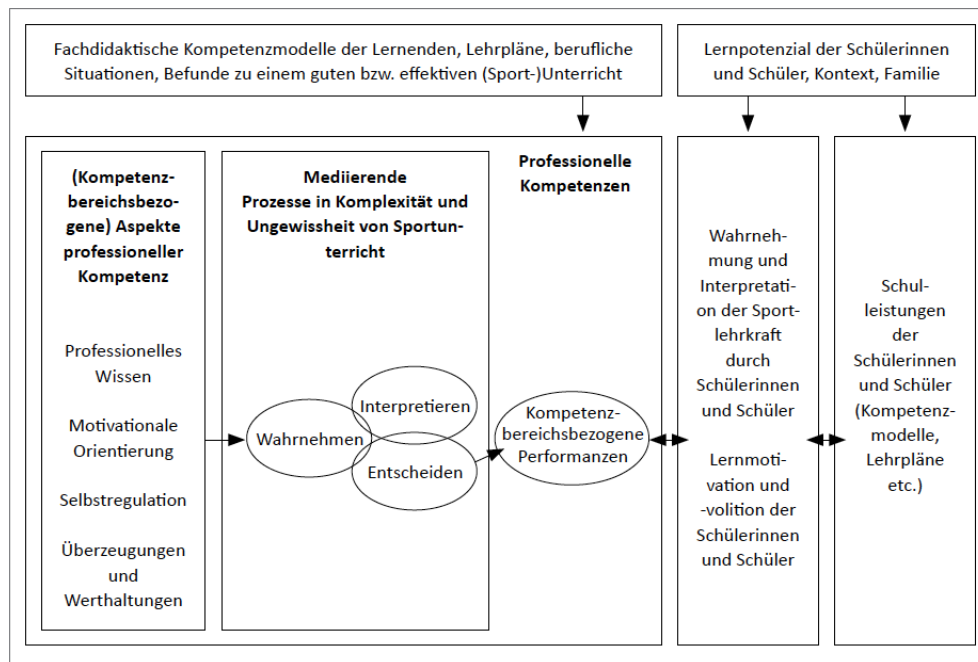 Fachdidaktische Kompetenzmodelle der Lernenden, Lehrpläne, berufliche
Situationen, Befunde zu einem guten bzw. effektiven (Sport-)Unterricht
Lernpotenzial der Schülerinnen
und Schüler, Kontext, Familie
(Kompetenz-
bereichsbezo-
gene) Aspekte
professioneller
Kompetenz
Professionelles
Wissen
Motivationale
Orientierung
Selbstregulation
Überzeugungen
und
Werthaltungen
Mediierende
Prozesse in Komplexität und
Ungewissheit von Sportun-
terricht
Wahrnehmen
Interpretieren
Entscheiden
Professionelle
Kompetenzen
Kompetenz-
bereichsbezogene
Performanzen
Wahrneh-
mung und
Interpretati-
on der Sport-
lehrkraft
durch
Schülerinnen
und Schüler
Lernmoti-
vation und
-volition der
Schülerinnen
und Schüler
Schul-
leistungen
der
Schülerinnen
und Schüler
(Kompetenz-
modelle,
Lehrpläne
etc.)